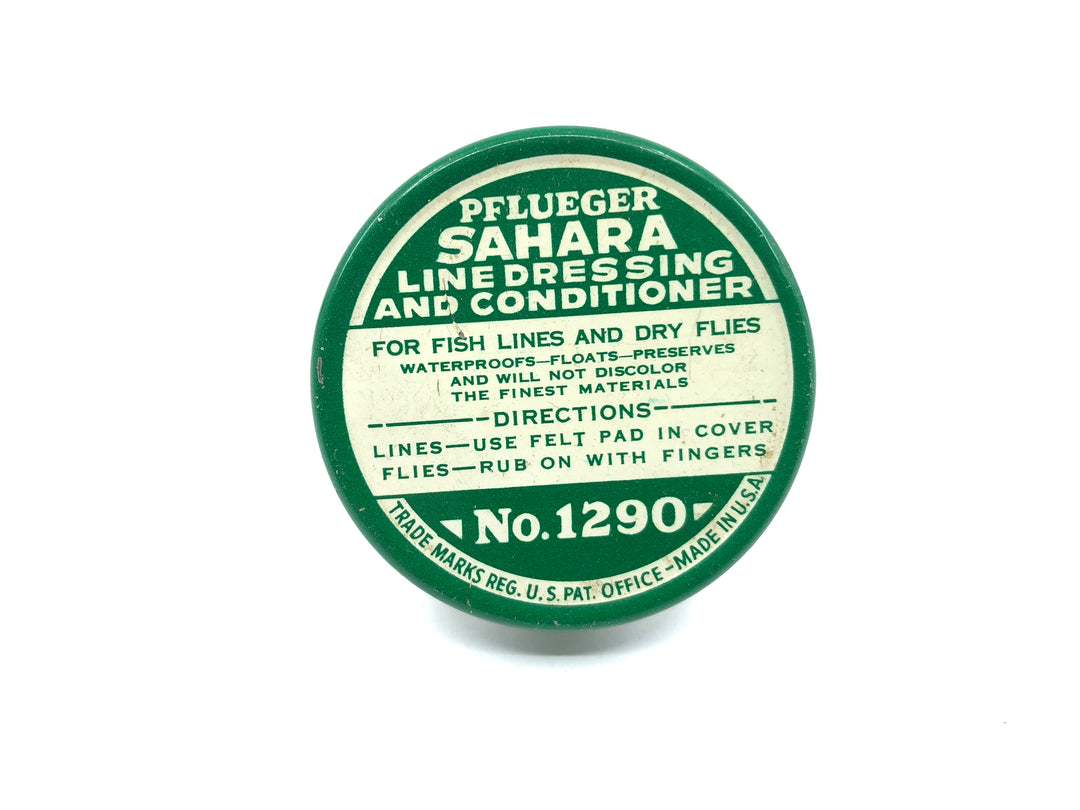 PFLUEGER
SAHARA
LINE DRESSING
AND CONDITIONER
FOR FISH LINES AND DRY FLIES
WATERPROOFS—FLOATS—PRESERVES
AND WILL NOT DISCOLOR
THE FINEST MATERIALS
DIRECTIONS
LINES—USE FELT PAD IN COVER
FLIES—RUB ON WITH FINGERS
No. 1290
TRADE MARKS REG. U.S. PAT. OFFICE-MADE IN U.S.A.